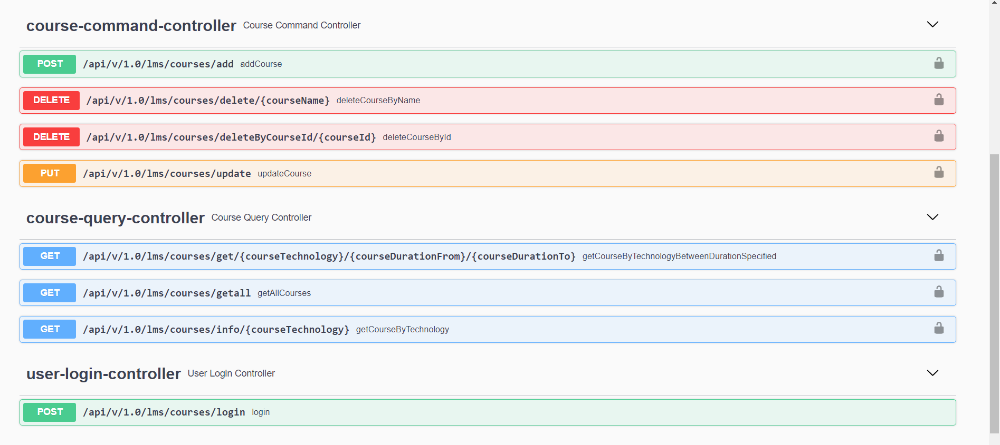 course-command-controller Course Command Controller
POST /api/v/1.0/lms/courses/add addCourse
DELETE /api/v/1.0/lms/courses/delete/{courseName} deleteCourseByName
DELETE /api/v/1.0/lms/courses/deleteByCourseId/{courseId} deleteCourseById
PUT /api/v/1.0/lms/courses/update updateCourse
course-query-controller Course Query Controller
GET /api/v/1.0/lms/courses/get/{courseTechnology}/{courseDurationFrom}/{courseDurationTo} getCourseByTechnologyBetweenDurationSpecified
GET /api/v/1.0/lms/courses/getall getAllCourses
GET /api/v/1.0/lms/courses/info/{courseTechnology} getCourseByTechnology
user-login-controller User Login Controller
POST /api/v/1.0/lms/courses/login login